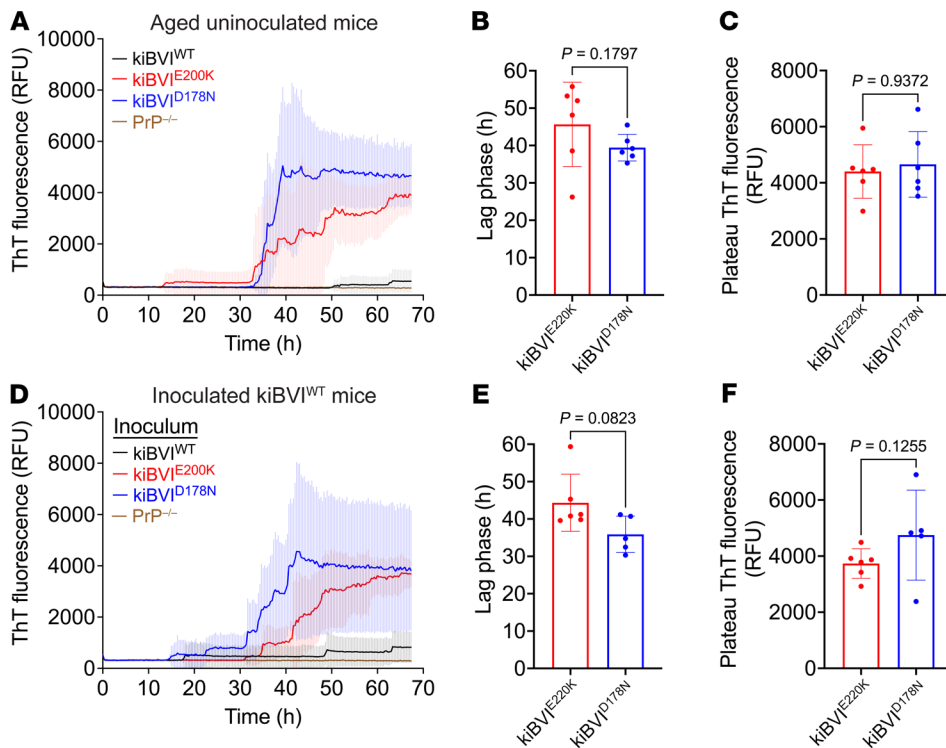 A
Aged uninoculated mice
ThT fluorescence (RFU)
10000
8000
6000
4000
2000
0
kiBVI^WT
kiBVI^E200K
kiBVI^D178N
PrP^–/–
0 10 20 30 40 50 60 70
Time (h)
B
P = 0.1797
Lag phase (h)
60
50
40
30
0
kiBVI^E220K
kiBVI^D178N
C
P = 0.9372
Plateau ThT fluorescence
(RFU)
8000
6000
4000
2000
0
kiBVI^E220K
kiBVI^D178N
D
Inoculated kiBVI^WT mice
ThT fluorescence (RFU)
10000
8000
6000
4000
2000
0
Inoculum
kiBVI^WT
kiBVI^E200K
kiBVI^D178N
PrP^–/–
0 10 20 30 40 50 60 70
Time (h)
E
P = 0.0823
Lag phase (h)
60
50
40
30
0
kiBVI^E220K
kiBVI^D178N
F
P = 0.1255
Plateau ThT fluorescence
(RFU)
8000
6000
4000
2000
0
kiBVI^E220K
kiBVI^D178N